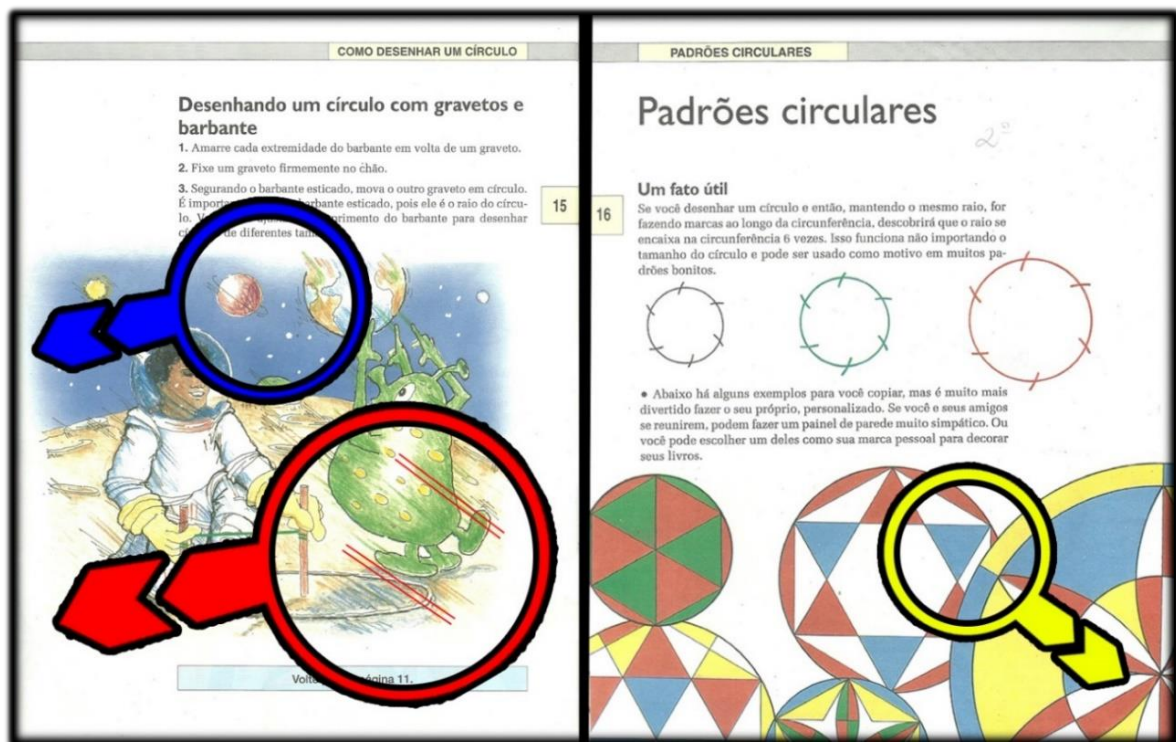 COMO DESENHAR UM CÍRCULO
Desenhando um círculo com gravetos e
barbante
1. Amarre cada extremidade do barbante em volta de um graveto.
2. Fixe um graveto firmemente no chão.
3. Segurando o barbante esticado, mova o outro graveto em círculo.
É barbante esticado, pois ele é o raio do círcu-
lo. do barbante para desenhar
de diferentes
15
11.
PADRÕES CIRCULARES
Padrões circulares
2º
16
Um fato útil
Se você desenhar um círculo e então, mantendo o mesmo raio, for
fazendo marcas ao longo da circunferência, descobrirá que o raio se
encaixa na circunferência 6 vezes. Isso funciona não importando o
tamanho do círculo e pode ser usado como motivo em muitos pa-
drões bonitos.
• Abaixo há alguns exemplos para você copiar, mas é muito mais
divertido fazer o seu próprio, personalizado. Se você e seus amigos
se reunirem, podem fazer um painel de parede muito simpático. Ou
você pode escolher um deles como sua marca pessoal para decorar
seus livros.